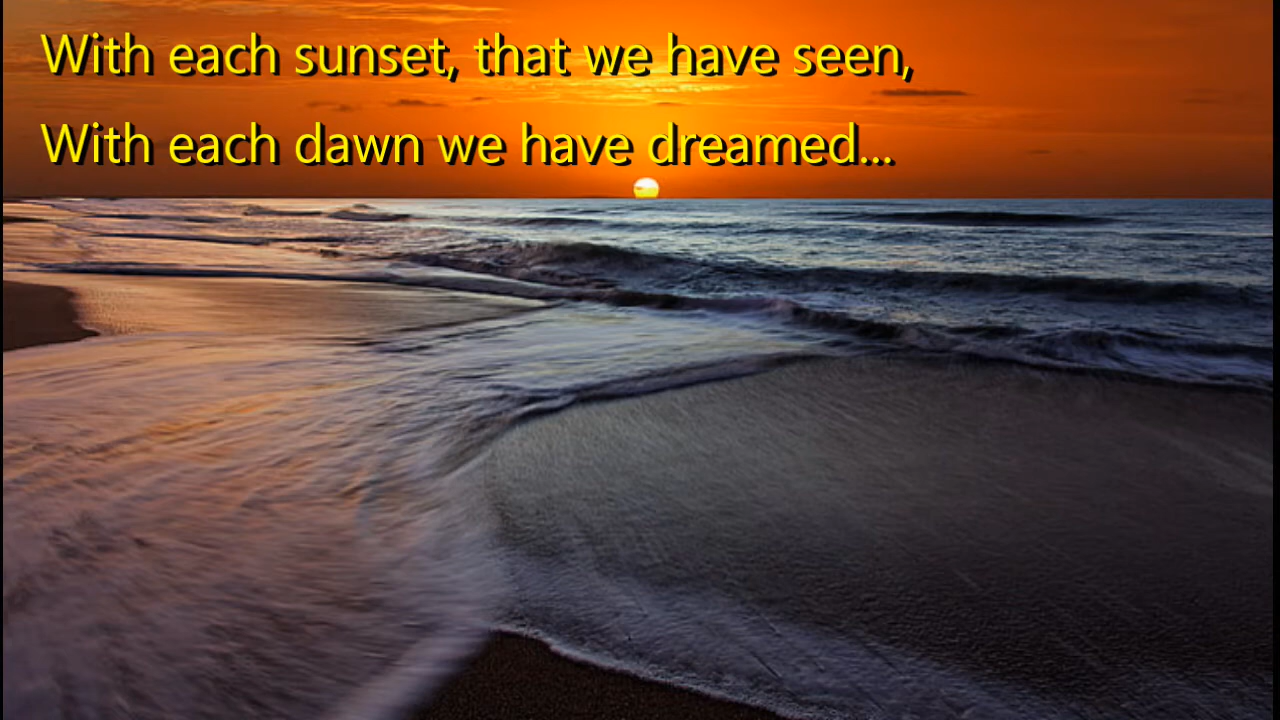 With each sunset, that we have seen,
With each dawn we have dreamed...